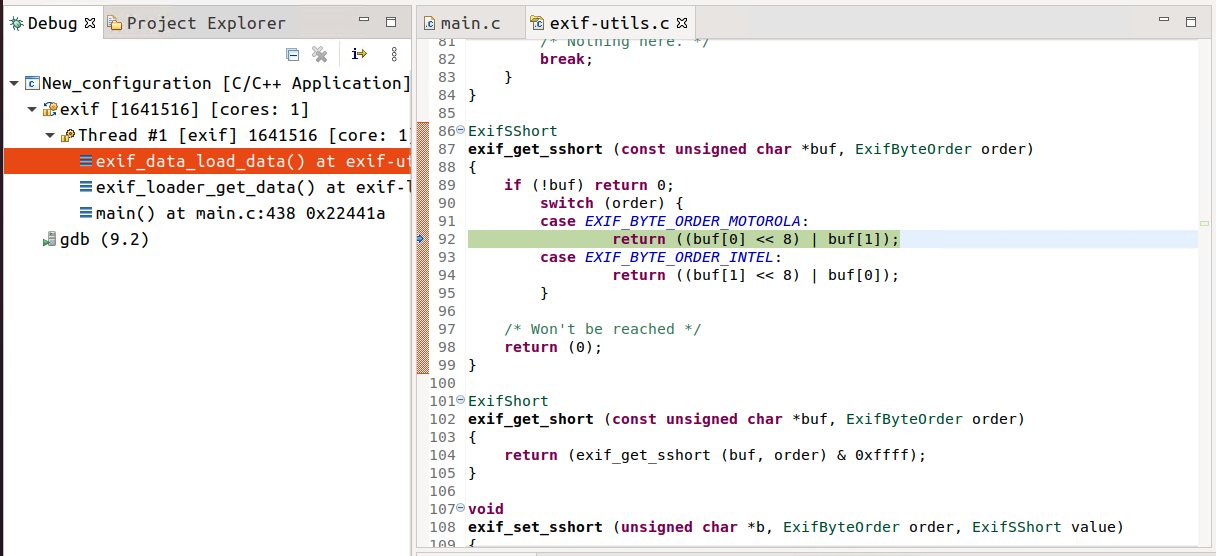 Debug
Project Explorer
New_configuration [C/C++ Application]
exif [1641516] [cores: 1]
Thread #1 [exif] 1641516 [core: 1
exif_data_load_data() at exif-ut
exif_loader_get_data() at exif-l
main() at main.c:438 0x22441a
gdb (9.2)
main.c
exif-utils.c
81 /* Nothing here. */
82 break;
83 }
84 }
85
86 ExifSShort
87 exif_get_sshort (const unsigned char *buf, ExifByteOrder order)
88 {
89 if (!buf) return 0;
90 switch (order) {
91 case EXIF_BYTE_ORDER_MOTOROLA:
92 return ((buf[0] << 8) | buf[1]);
93 case EXIF_BYTE_ORDER_INTEL:
94 return ((buf[1] << 8) | buf[0]);
95 }
96
97 /* Won't be reached */
98 return (0);
99 }
100
101 ExifShort
102 exif_get_short (const unsigned char *buf, ExifByteOrder order)
103 {
104 return (exif_get_sshort (buf, order) & 0xffff);
105 }
106
107 void
108 exif_set_sshort (unsigned char *b, ExifByteOrder order, ExifSShort value)
109 {